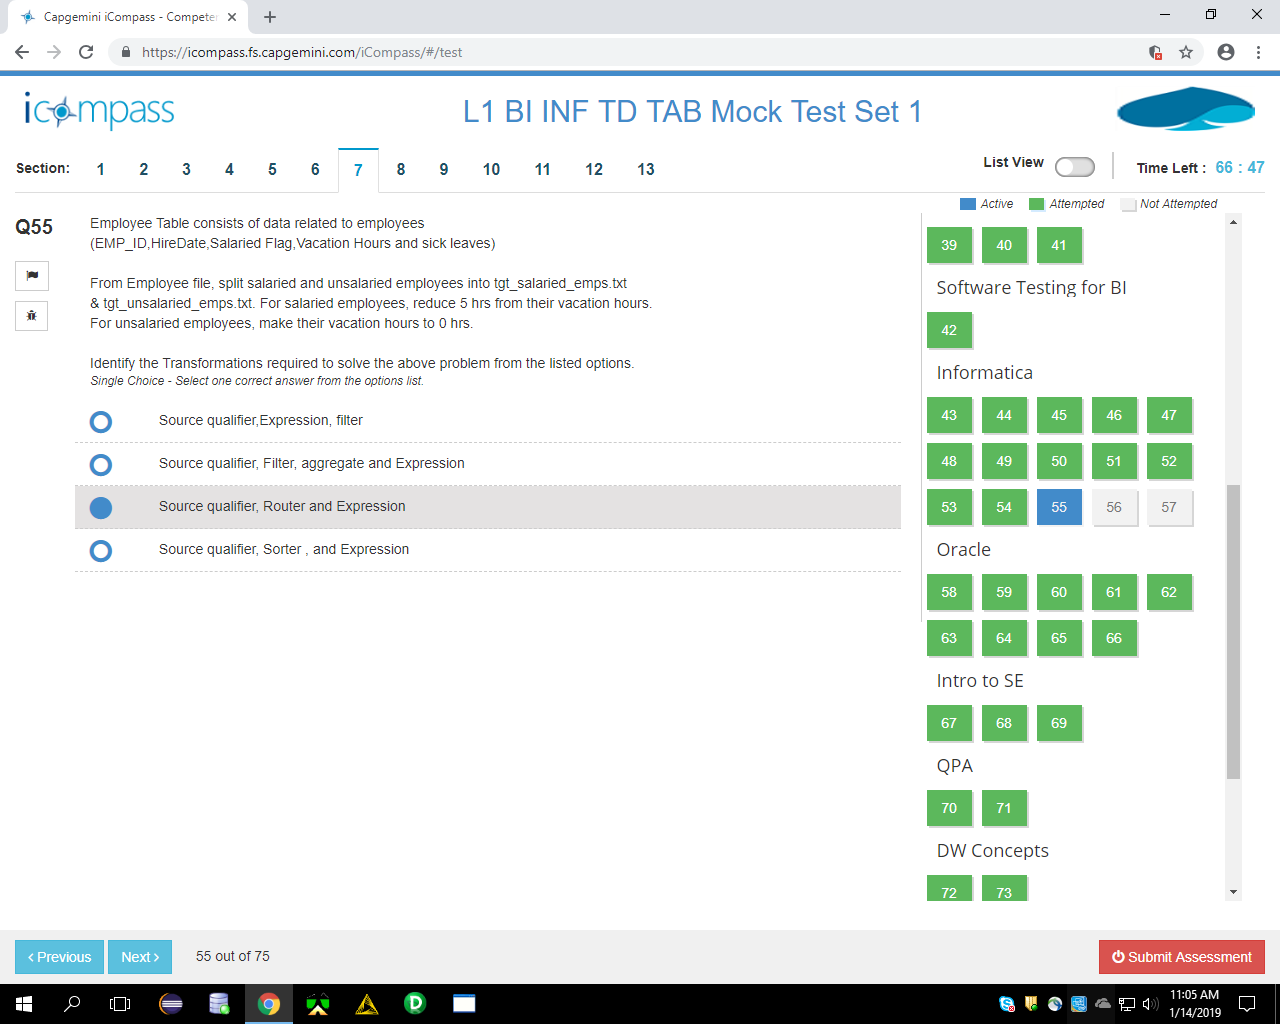 Capgemini iCompass - Competer
https://icompass.fs.capgemini.com/iCompass/#/test
icompass
L1 BI INF TD TAB Mock Test Set 1
Section: 1 2 3 4 5 6 7 8 9 10 11 12 13
List View
Time Left : 66 : 47
Active Attempted Not Attempted
Q55
Employee Table consists of data related to employees
(EMP_ID,HireDate,Salaried Flag,Vacation Hours and sick leaves)
From Employee file, split salaried and unsalaried employees into tgt_salaried_emps.txt
& tgt_unsalaried_emps.txt. For salaried employees, reduce 5 hrs from their vacation hours.
For unsalaried employees, make their vacation hours to 0 hrs.
Identify the Transformations required to solve the above problem from the listed options.
Single Choice - Select one correct answer from the options list.
Source qualifier,Expression, filter
Source qualifier, Filter, aggregate and Expression
Source qualifier, Router and Expression
Source qualifier, Sorter , and Expression
39 40 41
Software Testing for BI
42
Informatica
43 44 45 46 47
48 49 50 51 52
53 54 55 56 57
Oracle
58 59 60 61 62
63 64 65 66
Intro to SE
67 68 69
QPA
70 71
DW Concepts
72 73
‹ Previous
Next ›
55 out of 75
Submit Assessment
11:05 AM
1/14/2019